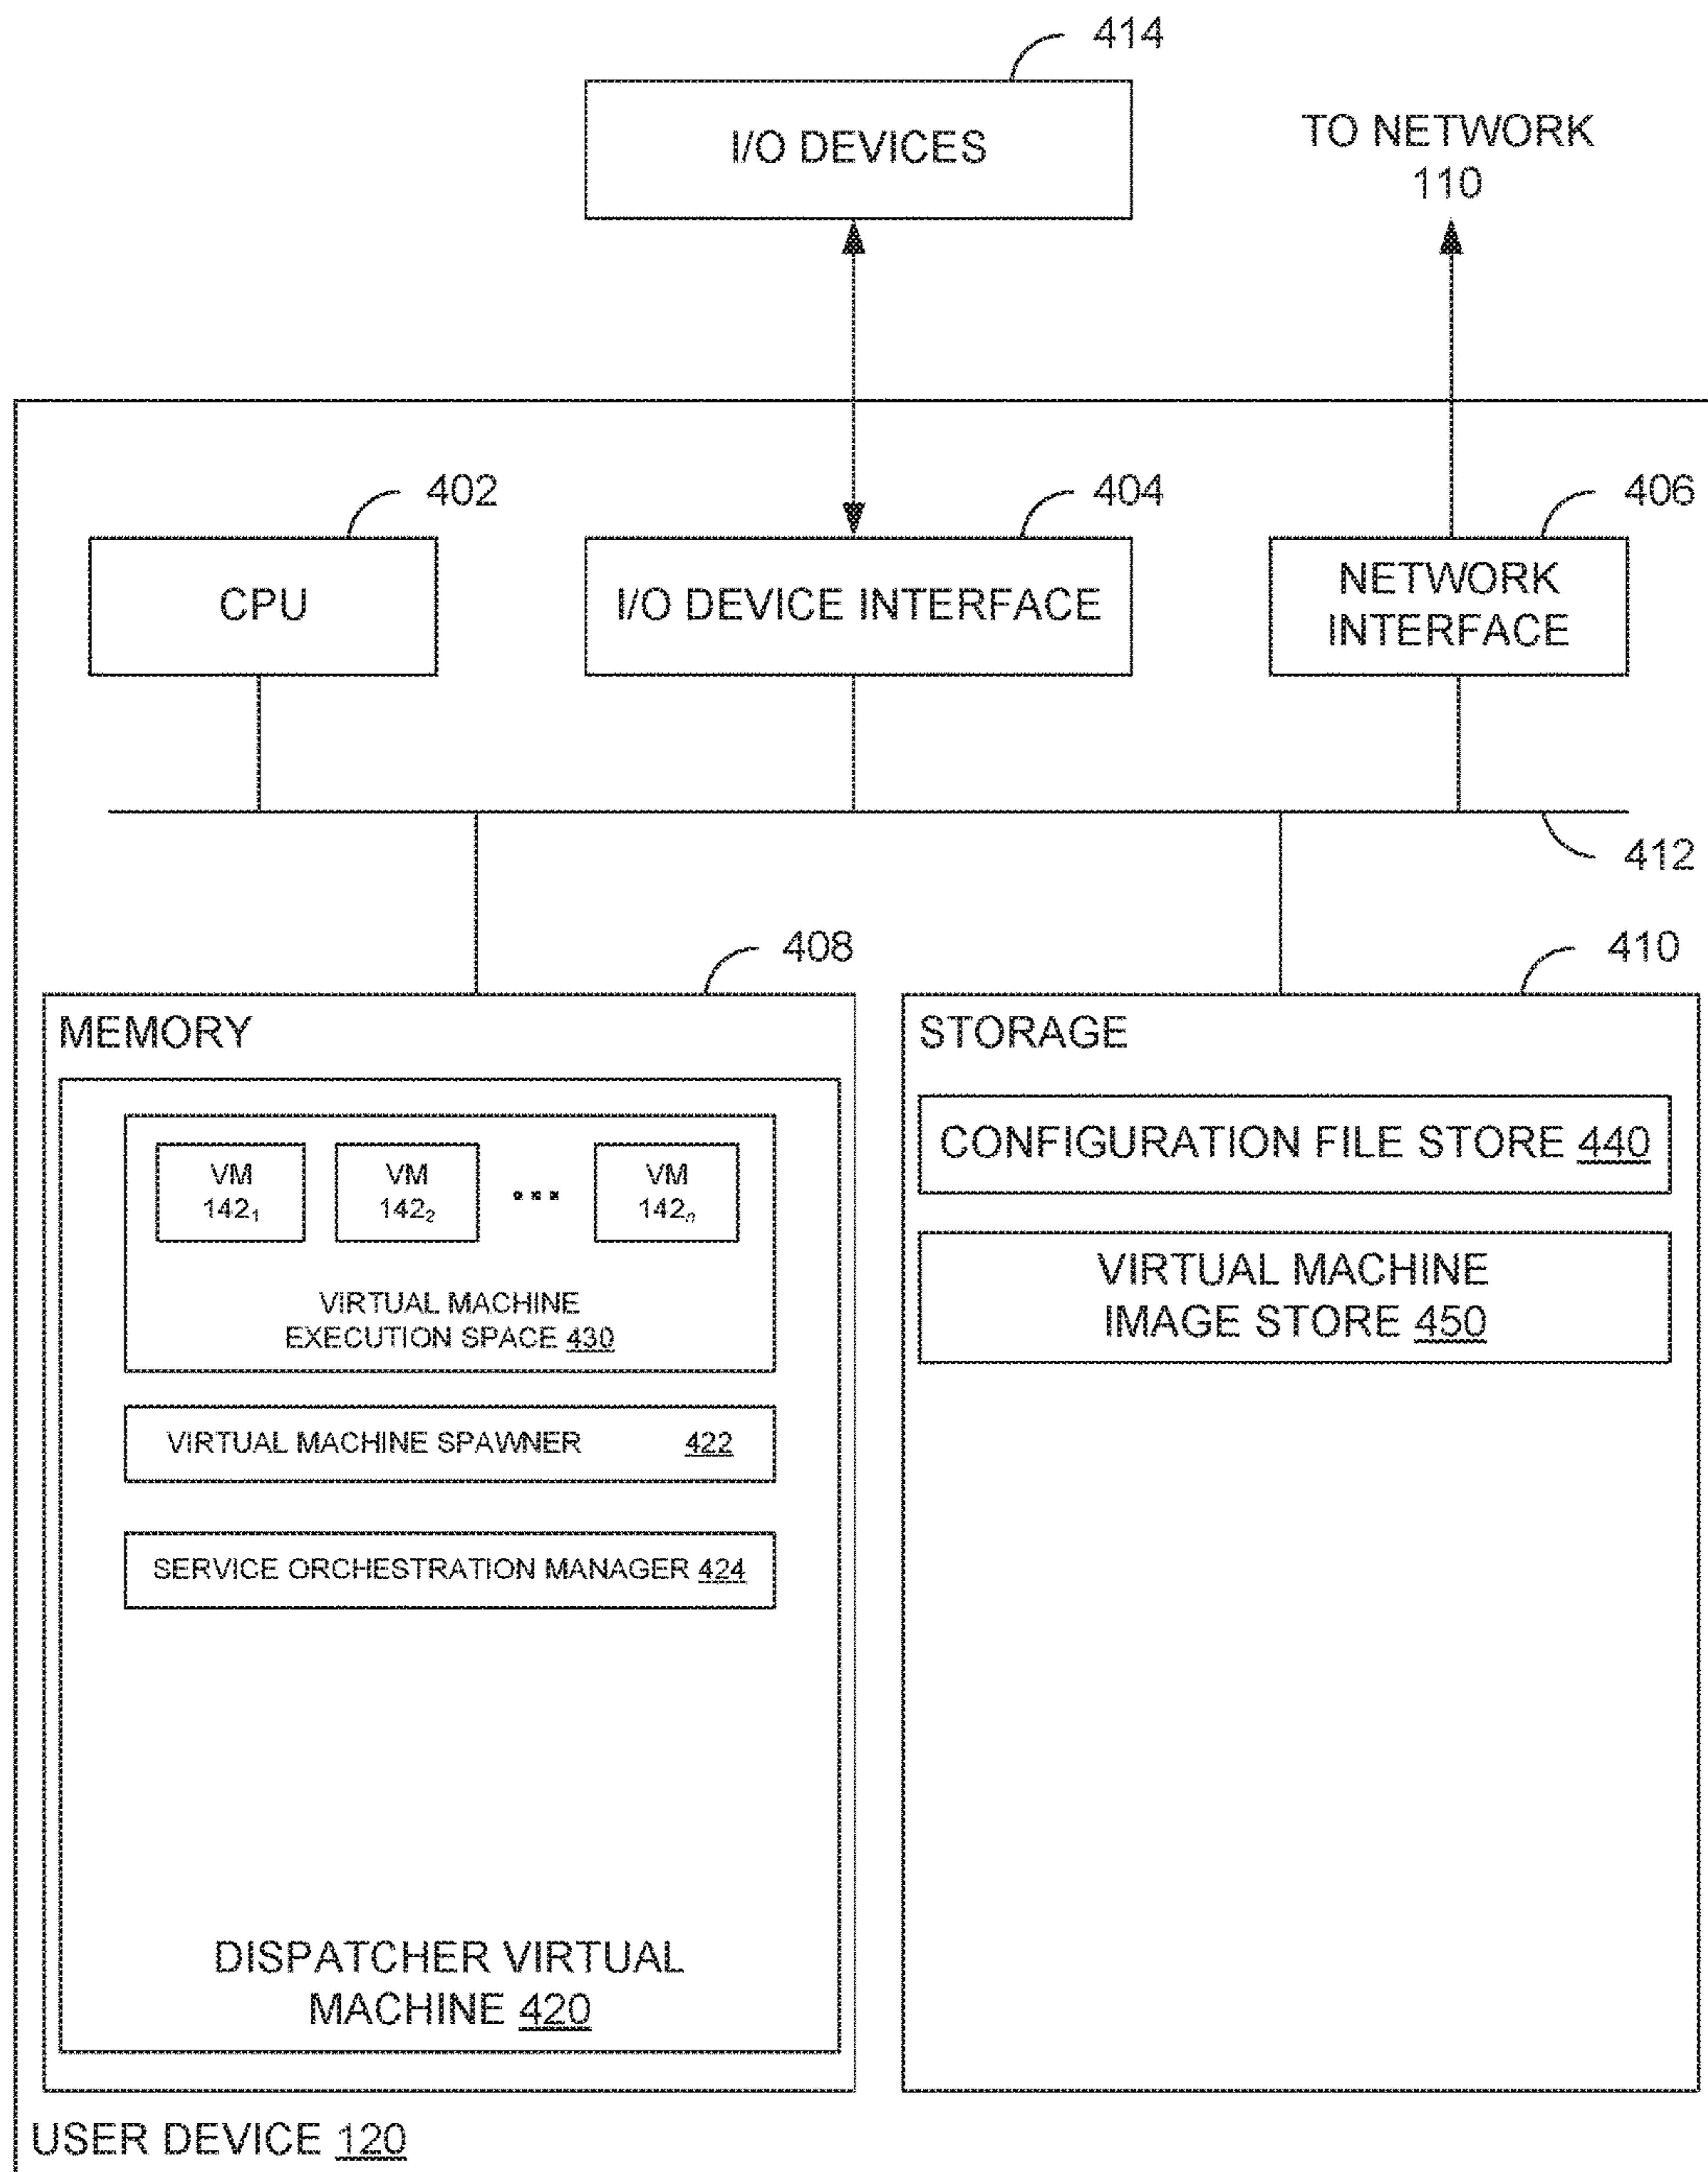 414
I/O DEVICES
TO NETWORK
110
402
404
406
CPU
I/O DEVICE INTERFACE
NETWORK
INTERFACE
412
408
410
MEMORY
VM
142₁
VM
142₂
...
VM
142ₙ
VIRTUAL MACHINE
EXECUTION SPACE 430
VIRTUAL MACHINE SPAWNER 422
SERVICE ORCHESTRATION MANAGER 424
DISPATCHER VIRTUAL
MACHINE 420
STORAGE
CONFIGURATION FILE STORE 440
VIRTUAL MACHINE
IMAGE STORE 450
USER DEVICE 120